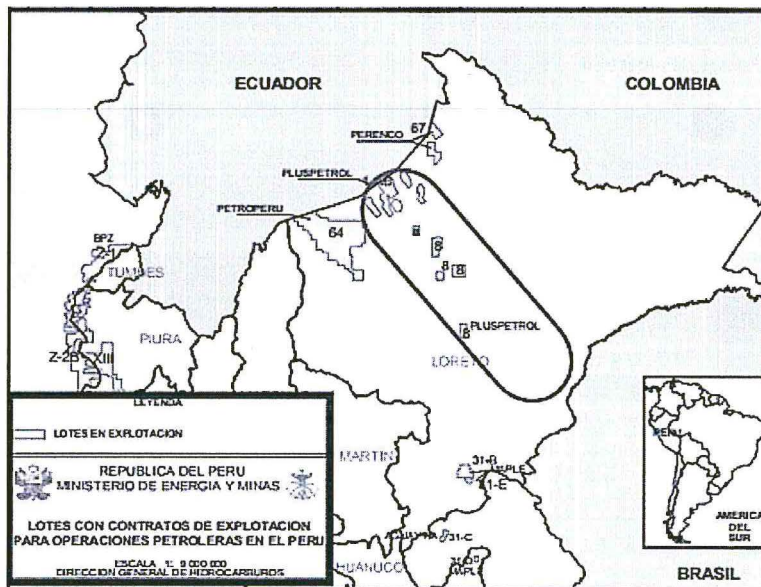 ECUADOR
COLOMBIA
PERENCO
67
PLUSPETROL
PETROPERU
64
BPZ
TUMBES
8
8
8
PIURA
Z-2B
XIII
8
PLUSPETROL
LORETO
LEYENDA
LOTES EN EXPLOTACION
REPUBLICA DEL PERU
MINISTERIO DE ENERGIA Y MINAS
LOTES CON CONTRATOS DE EXPLOTACION
PARA OPERACIONES PETROLERAS EN EL PERU
ESCALA 1: 9 000 000
DIRECCION GENERAL DE HIDROCARBUROS
MARTIN
31-B
MAPLE
31-E
31-C
HUANUCO
MAPLE
PERU
AMERICA
DEL
SUR
BRASIL